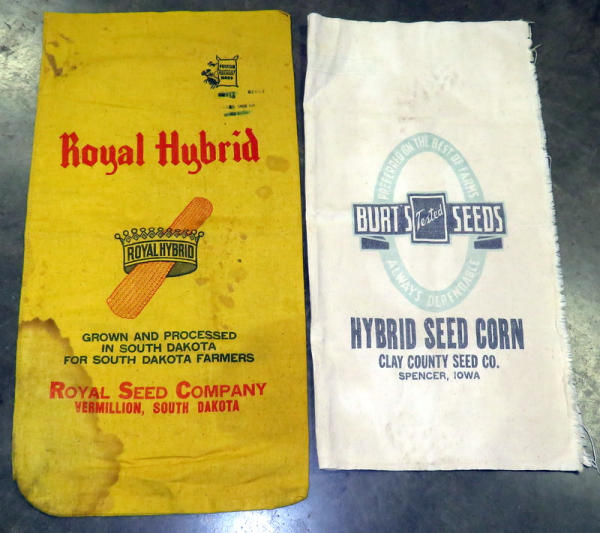 Royal Hybrid
ROYAL HYBRID
GROWN AND PROCESSED
IN SOUTH DAKOTA
FOR SOUTH DAKOTA FARMERS
ROYAL SEED COMPANY
VERMILLION, SOUTH DAKOTA
PREFERRED ON THE BEST OF FARMS
BURT'S Tested SEEDS
ALWAYS DEPENDABLE
HYBRID SEED CORN
CLAY COUNTY SEED CO.
SPENCER, IOWA